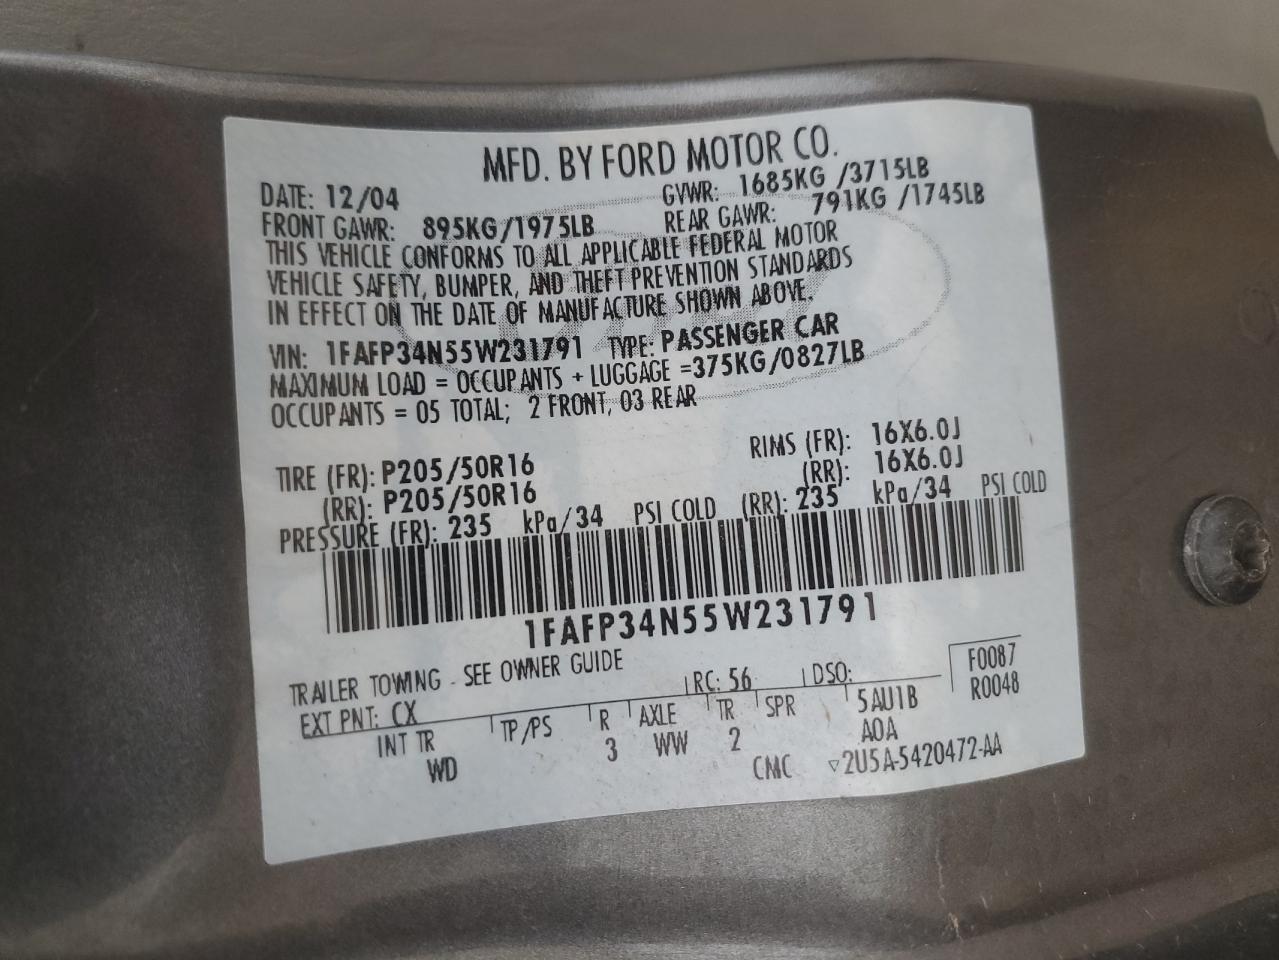 MFD. BY FORD MOTOR CO.
DATE: 12/04 GVWR: 1685KG /3715LB
FRONT GAWR: 895KG/1975LB REAR GAWR: 791KG /1745LB
THIS VEHICLE CONFORMS TO ALL APPLICABLE FEDERAL MOTOR
VEHICLE SAFETY, BUMPER, AND THEFT PREVENTION STANDARDS
IN EFFECT ON THE DATE OF MANUFACTURE SHOWN ABOVE.
VIN: 1FAFP34N55W231791 TYPE: PASSENGER CAR
MAXIMUM LOAD = OCCUPANTS + LUGGAGE =375KG/0827LB
OCCUPANTS = 05 TOTAL; 2 FRONT, 03 REAR
TIRE (FR): P205/50R16 RIMS (FR): 16X6.0J
(RR): P205/50R16 (RR): 16X6.0J
PRESSURE (FR): 235 kPa/34 PSI COLD (RR): 235 kPa/34 PSI COLD
1FAFP34N55W231791
TRAILER TOWING - SEE OWNER GUIDE
EXT PNT: CX RC: 56 DSO: F0087
R0048
INT TR TP/PS R AXLE TR SPR 5AU1B
WD 3 WW 2 A0A
CMC ▽2U5A-5420472-AA